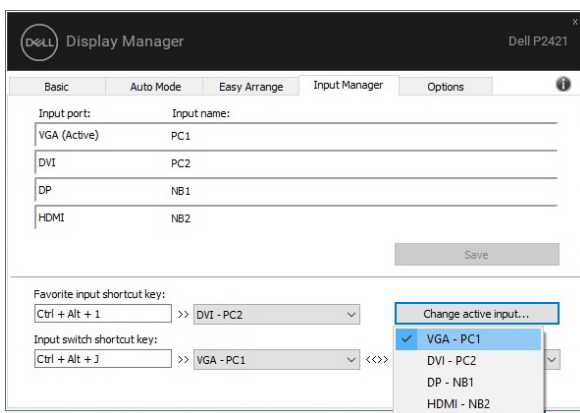 DELL Display Manager
Dell P2421
x
Basic Auto Mode Easy Arrange Input Manager Options
Input port: Input name:
VGA (Active) PC1
DVI PC2
DP NB1
HDMI NB2
Save
Favorite input shortcut key:
Ctrl + Alt + 1 >> DVI - PC2 Change active input...
Input switch shortcut key:
Ctrl + Alt + J >> VGA - PC1 <<>>
VGA - PC1
DVI - PC2
DP - NB1
HDMI - NB2